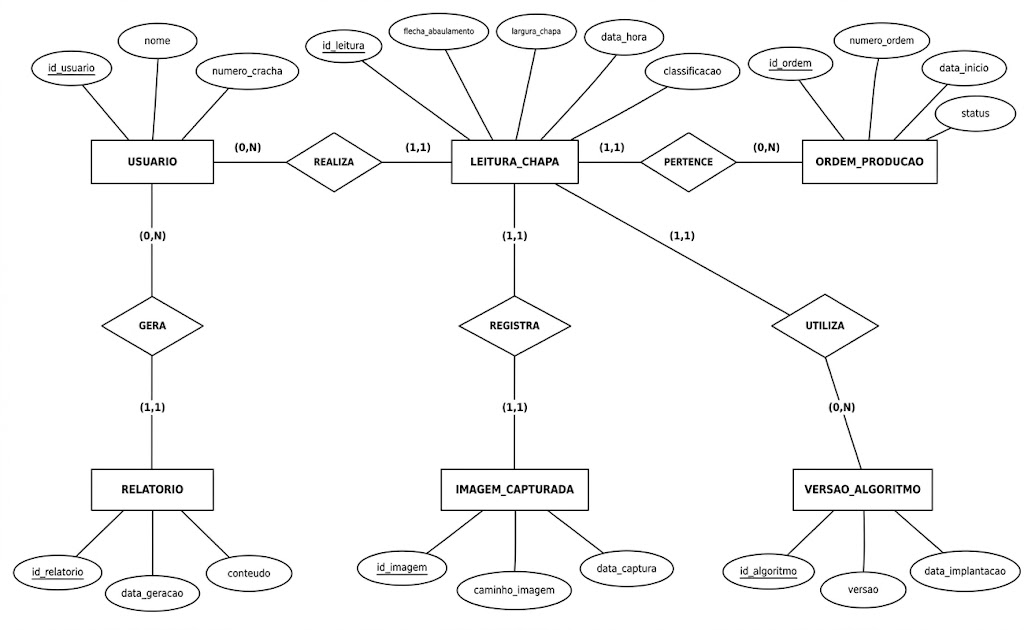 id_usuario
nome
numero_cracha
id_leitura
flecha_abaulamento
largura_chapa
data_hora
classificacao
id_ordem
numero_ordem
data_inicio
status
USUARIO
(0,N)
REALIZA
(1,1)
LEITURA_CHAPA
(1,1)
PERTENCE
(0,N)
ORDEM_PRODUCAO
(0,N)
(1,1)
(1,1)
GERA
REGISTRA
UTILIZA
(1,1)
(1,1)
(0,N)
RELATORIO
IMAGEM_CAPTURADA
VERSAO_ALGORITMO
id_relatorio
data_geracao
conteudo
id_imagem
caminho_imagem
data_captura
id_algoritmo
versao
data_implantacao